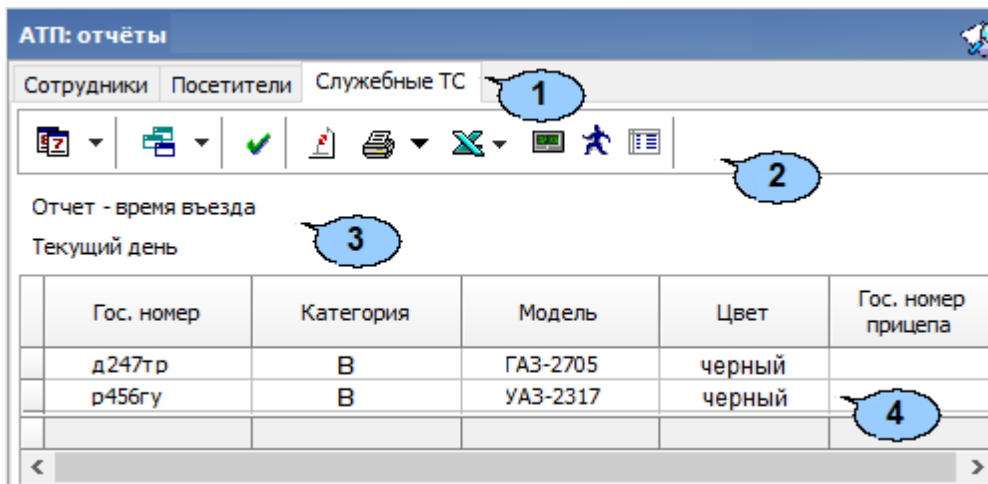 АТП: отчёты
Сотрудники Посетители Служебные ТС
1
2
Отчет - время въезда
3
Текущий день
Гос. номер Категория Модель Цвет Гос. номер прицепа
д247тр В ГАЗ-2705 черный
р456гу В УАЗ-2317 черный
4